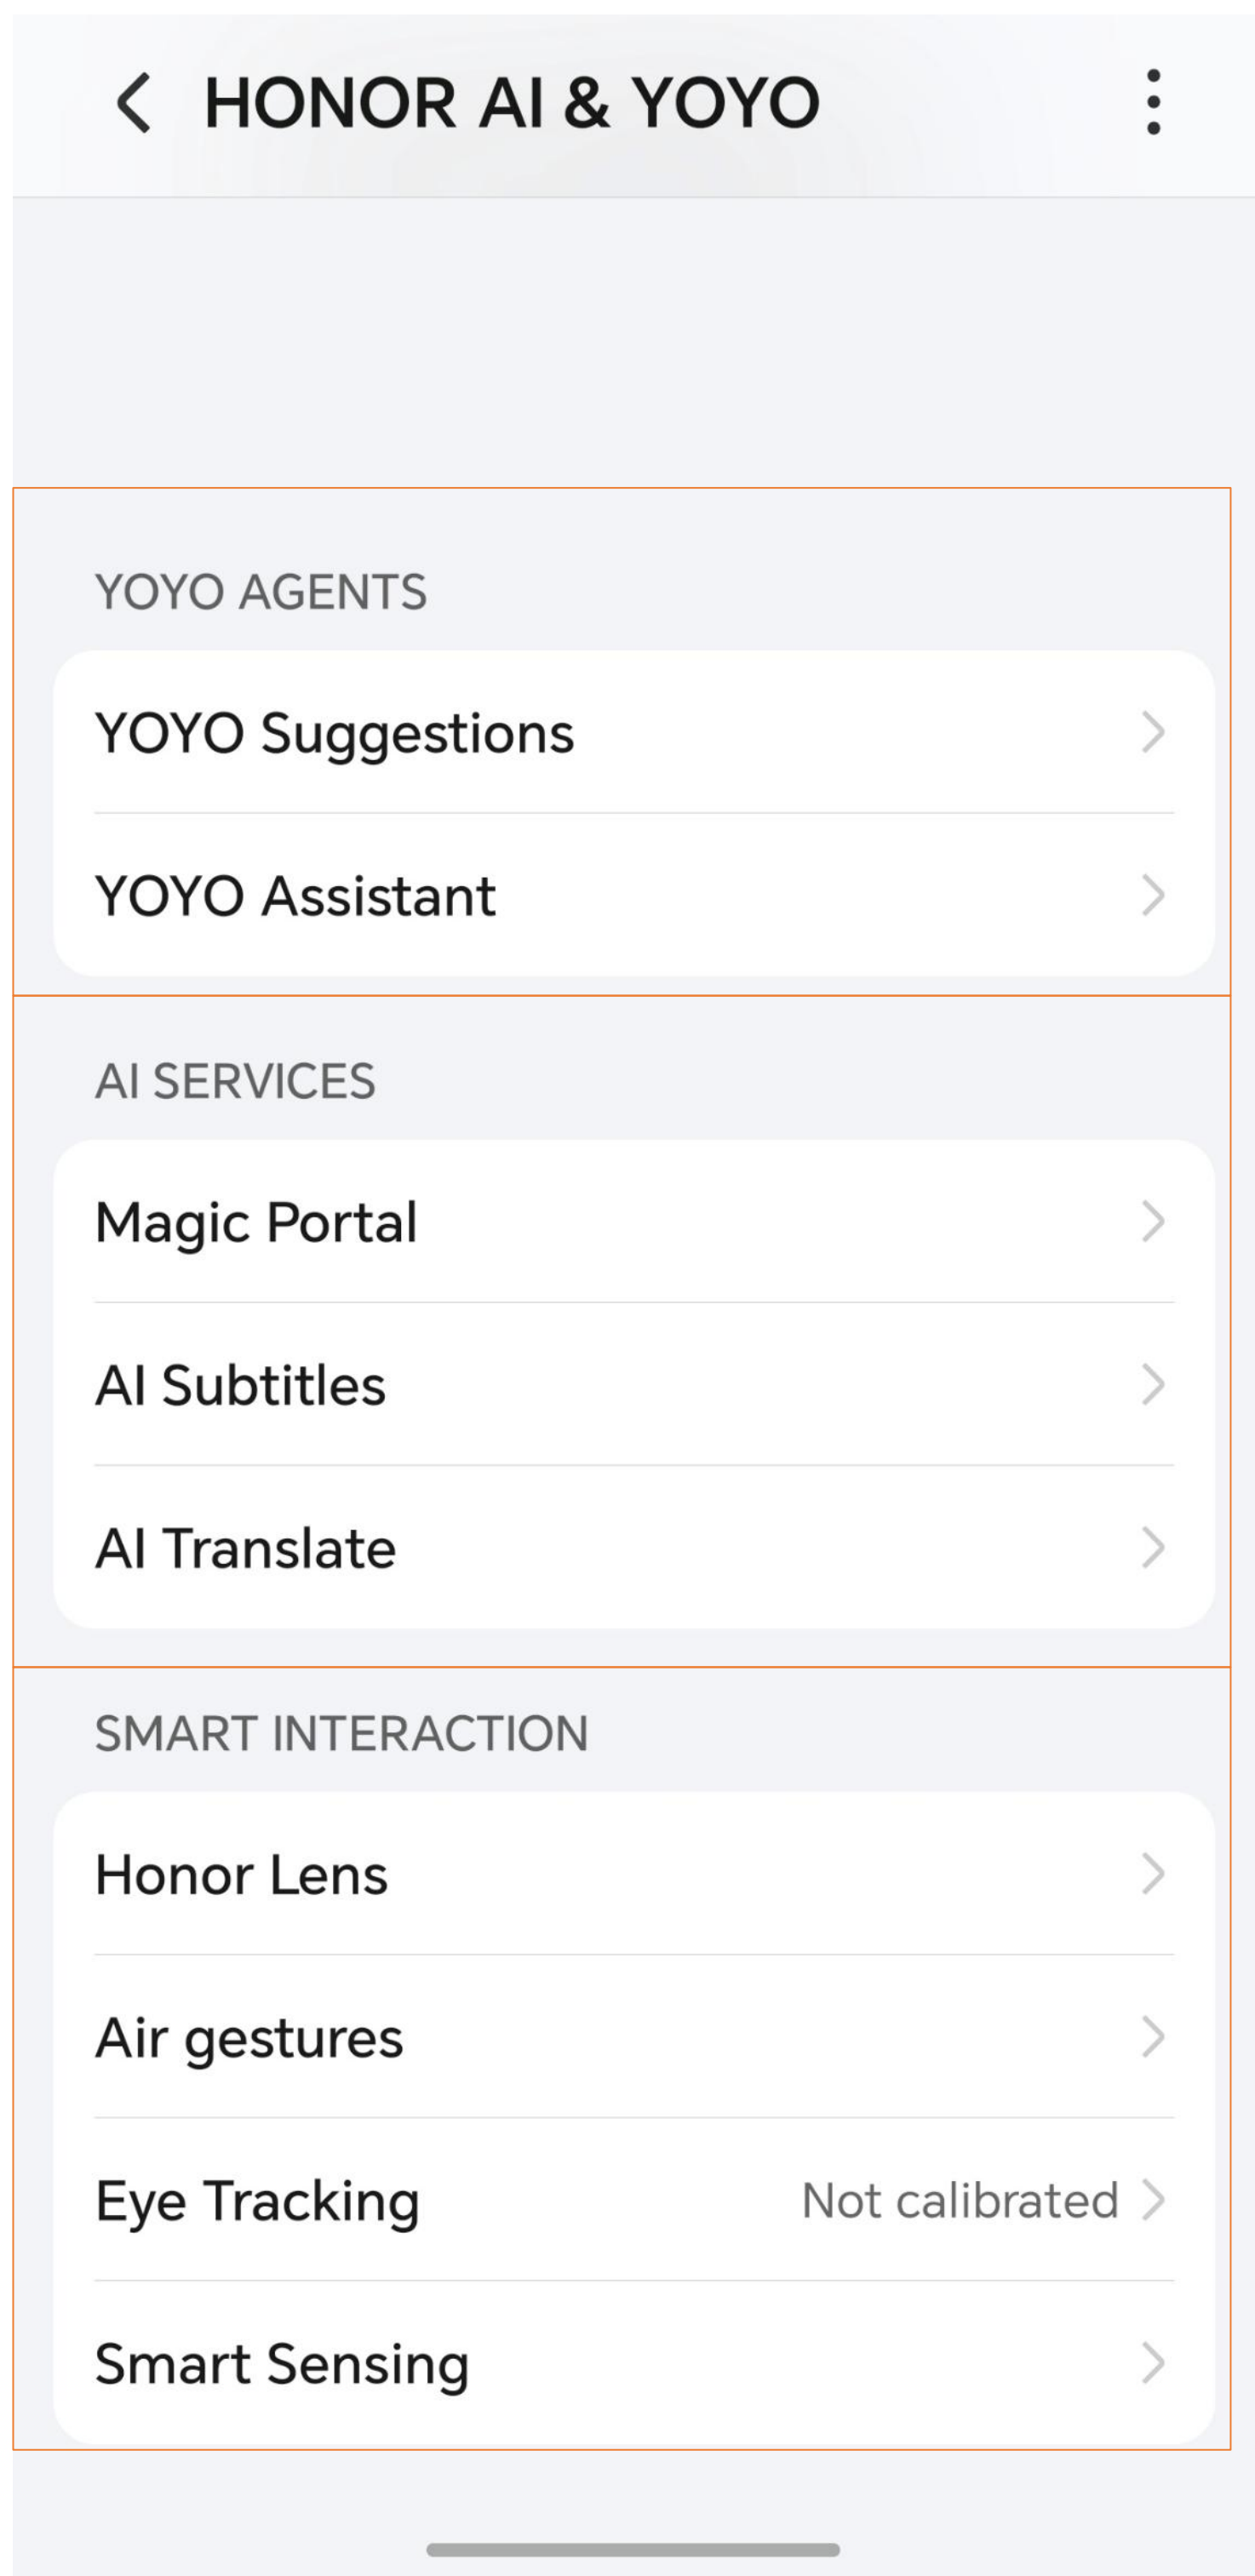 HONOR AI & YOYO
YOYO AGENTS
YOYO Suggestions
YOYO Assistant
AI SERVICES
Magic Portal
AI Subtitles
AI Translate
SMART INTERACTION
Honor Lens
Air gestures
Eye Tracking Not calibrated
Smart Sensing